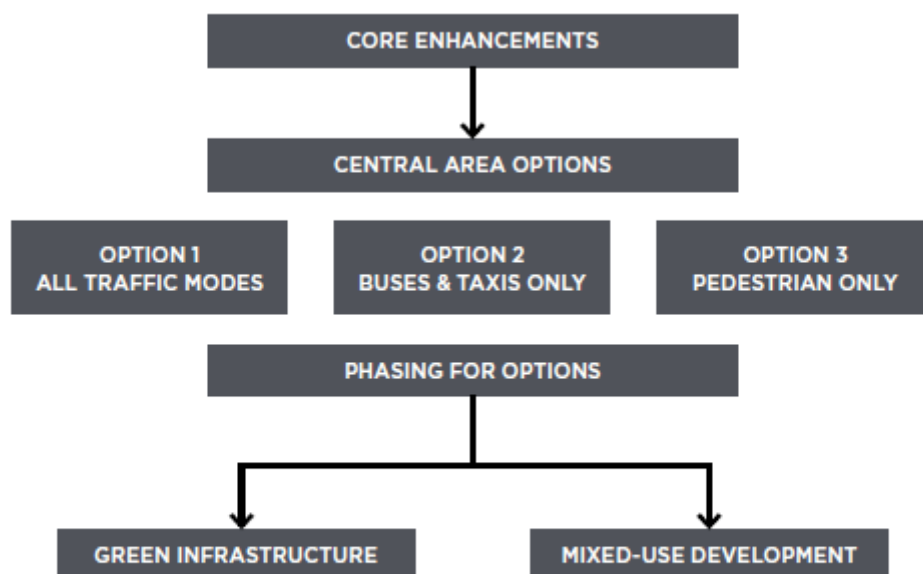 CORE ENHANCEMENTS
CENTRAL AREA OPTIONS
OPTION 1
ALL TRAFFIC MODES
OPTION 2
BUSES & TAXIS ONLY
OPTION 3
PEDESTRIAN ONLY
PHASING FOR OPTIONS
GREEN INFRASTRUCTURE
MIXED-USE DEVELOPMENT